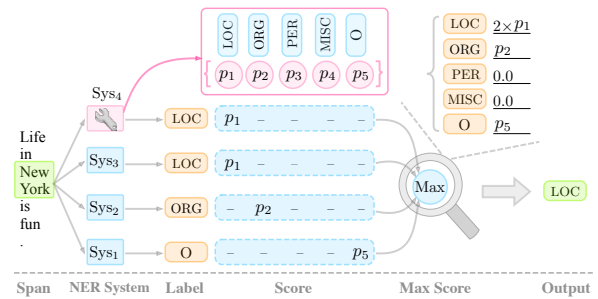 LOC ORG PER MISC O
{ p1 p2 p3 p4 p5 }
LOC 2×p1
ORG p2
PER 0.0
MISC 0.0
O p5
Life
in
New
York
is
fun
.
Sys4
LOC p1 – – – –
Sys3 LOC p1 – – – –
Sys2 ORG – p2 – – –
Sys1 O – – – – p5
Max
LOC
Span NER System Label Score Max Score Output